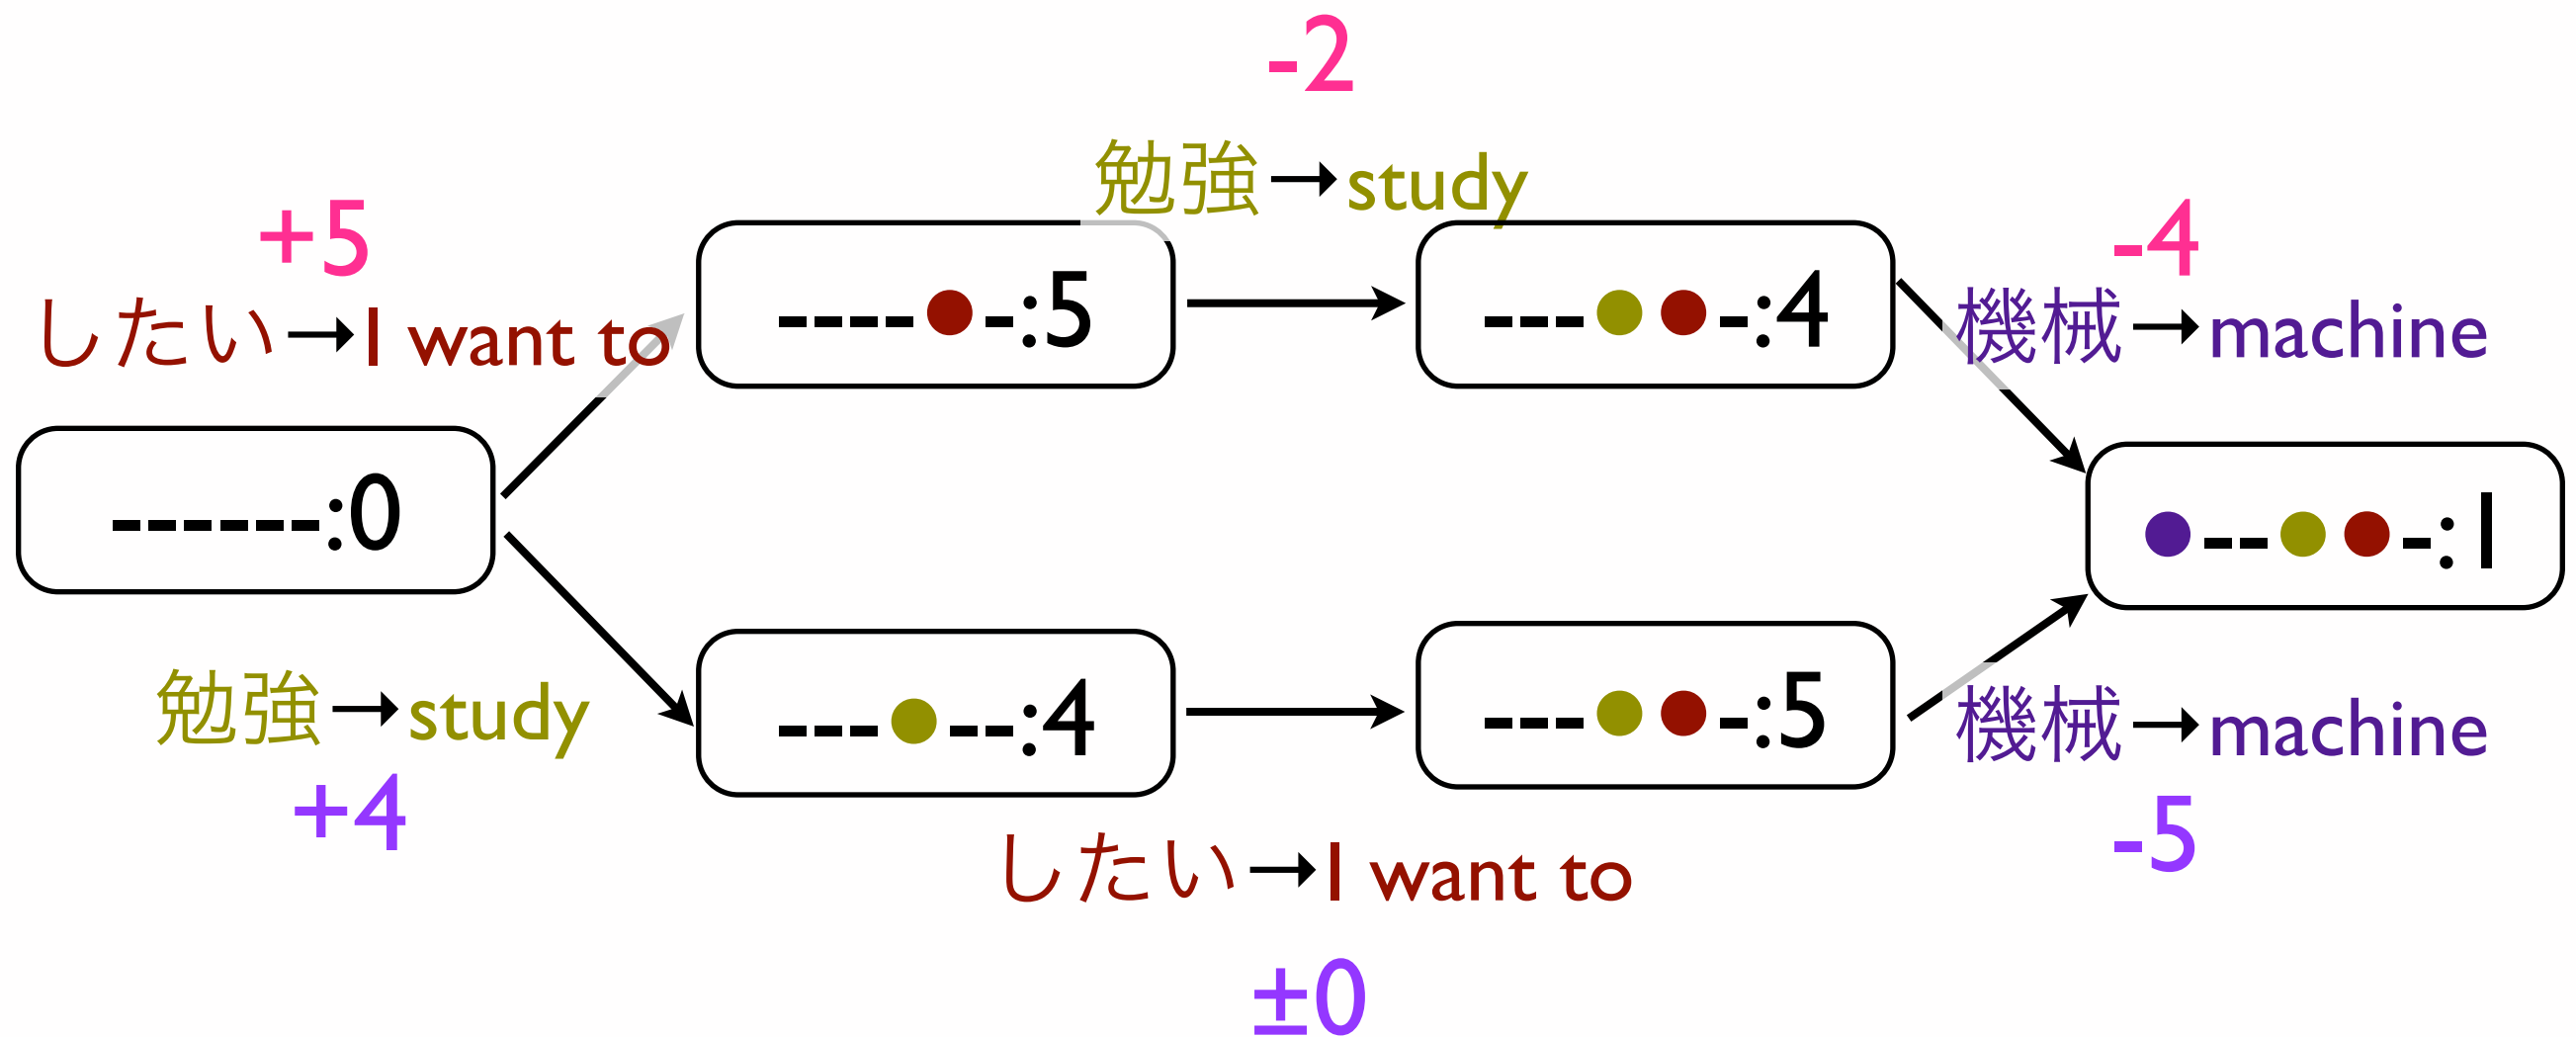 -2
勉強→study
+5
-4
したい→I want to
機械→machine
----●-:5
---●●-:4
------:0
●--●●-:1
勉強→study
---●--:4
---●●-:5
機械→machine
+4
-5
したい→I want to
±0